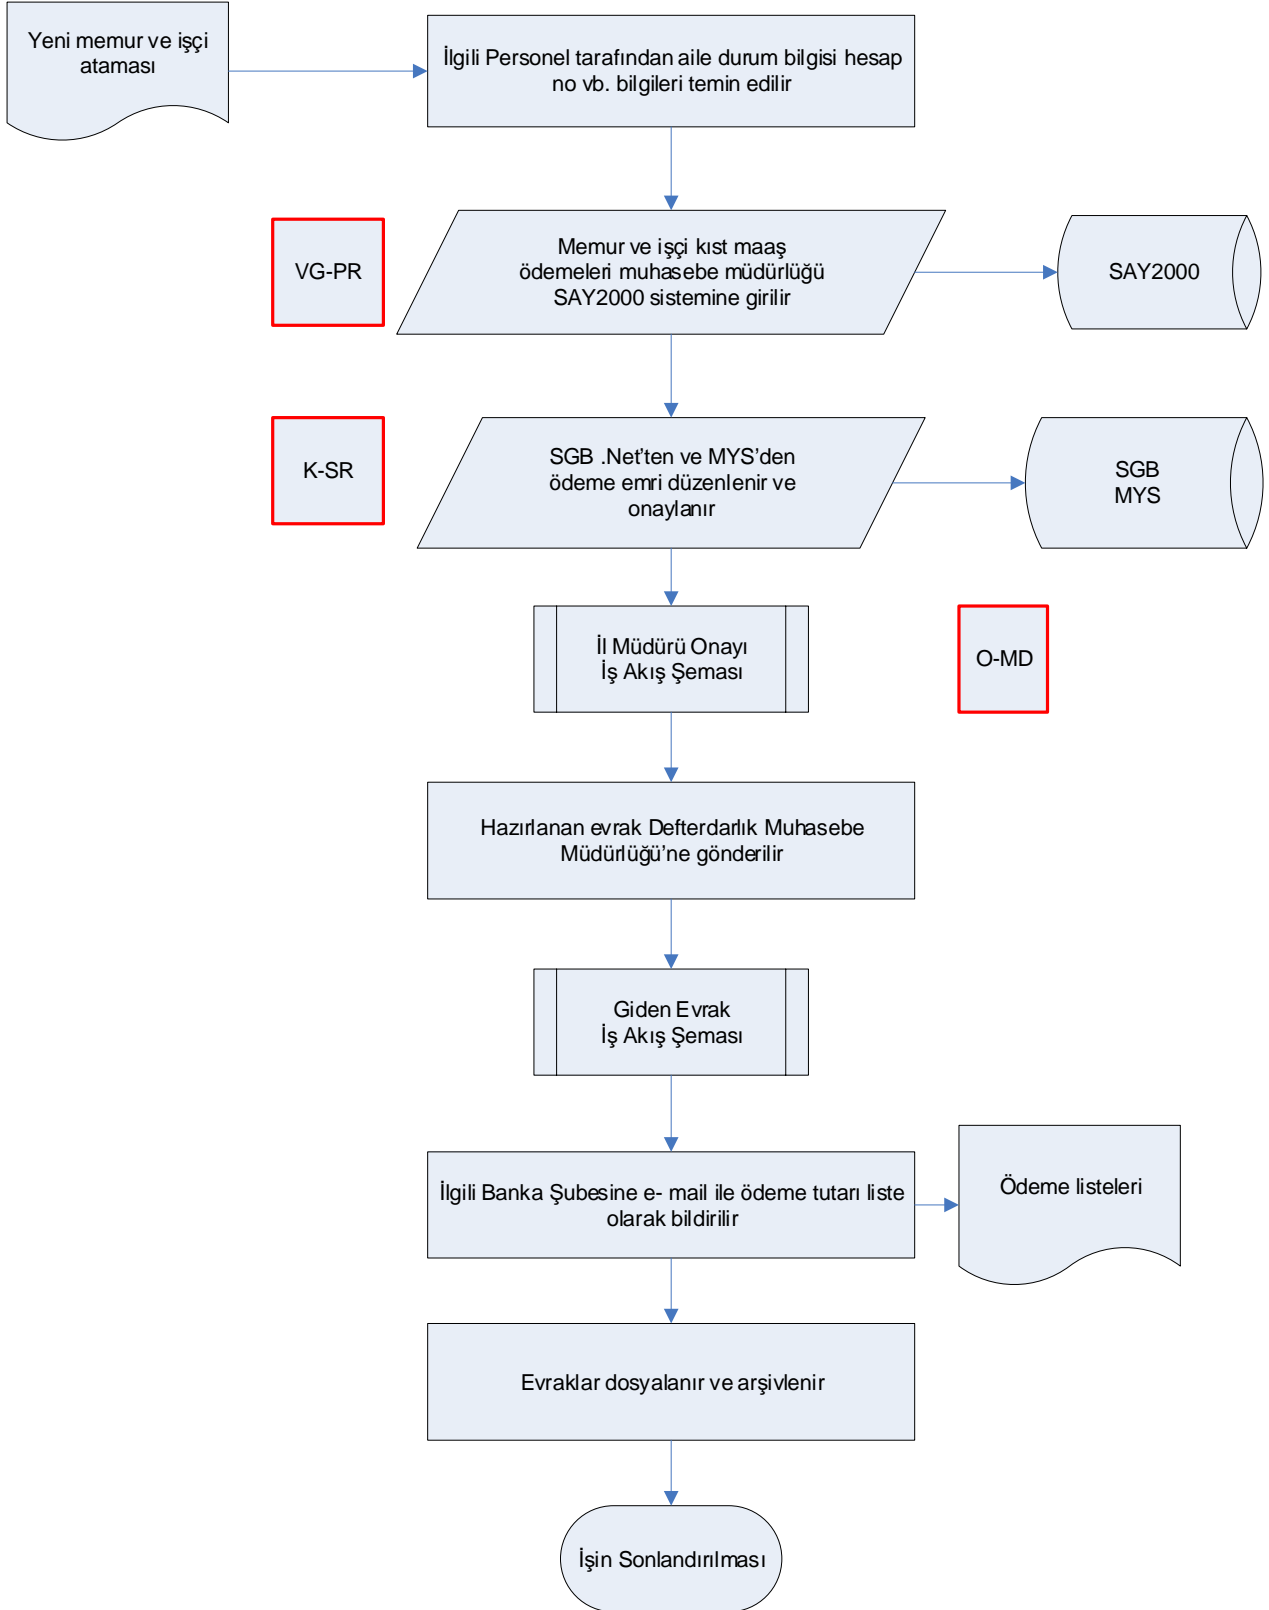 Yeni memur ve işçi
ataması
İlgili Personel tarafından aile durum bilgisi hesap
no vb. bilgileri temin edilir
VG-PR
Memur ve işçi kıst maaş
ödemeleri muhasebe müdürlüğü
SAY2000 sistemine girilir
SAY2000
K-SR
SGB .Net’ten ve MYS’den
ödeme emri düzenlenir ve
onaylanır
SGB
MYS
İl Müdürü Onayı
İş Akış Şeması
O-MD
Hazırlanan evrak Defterdarlık Muhasebe
Müdürlüğü’ne gönderilir
Giden Evrak
İş Akış Şeması
İlgili Banka Şubesine e- mail ile ödeme tutarı liste
olarak bildirilir
Ödeme listeleri
Evraklar dosyalanır ve arşivlenir
İşin Sonlandırılması